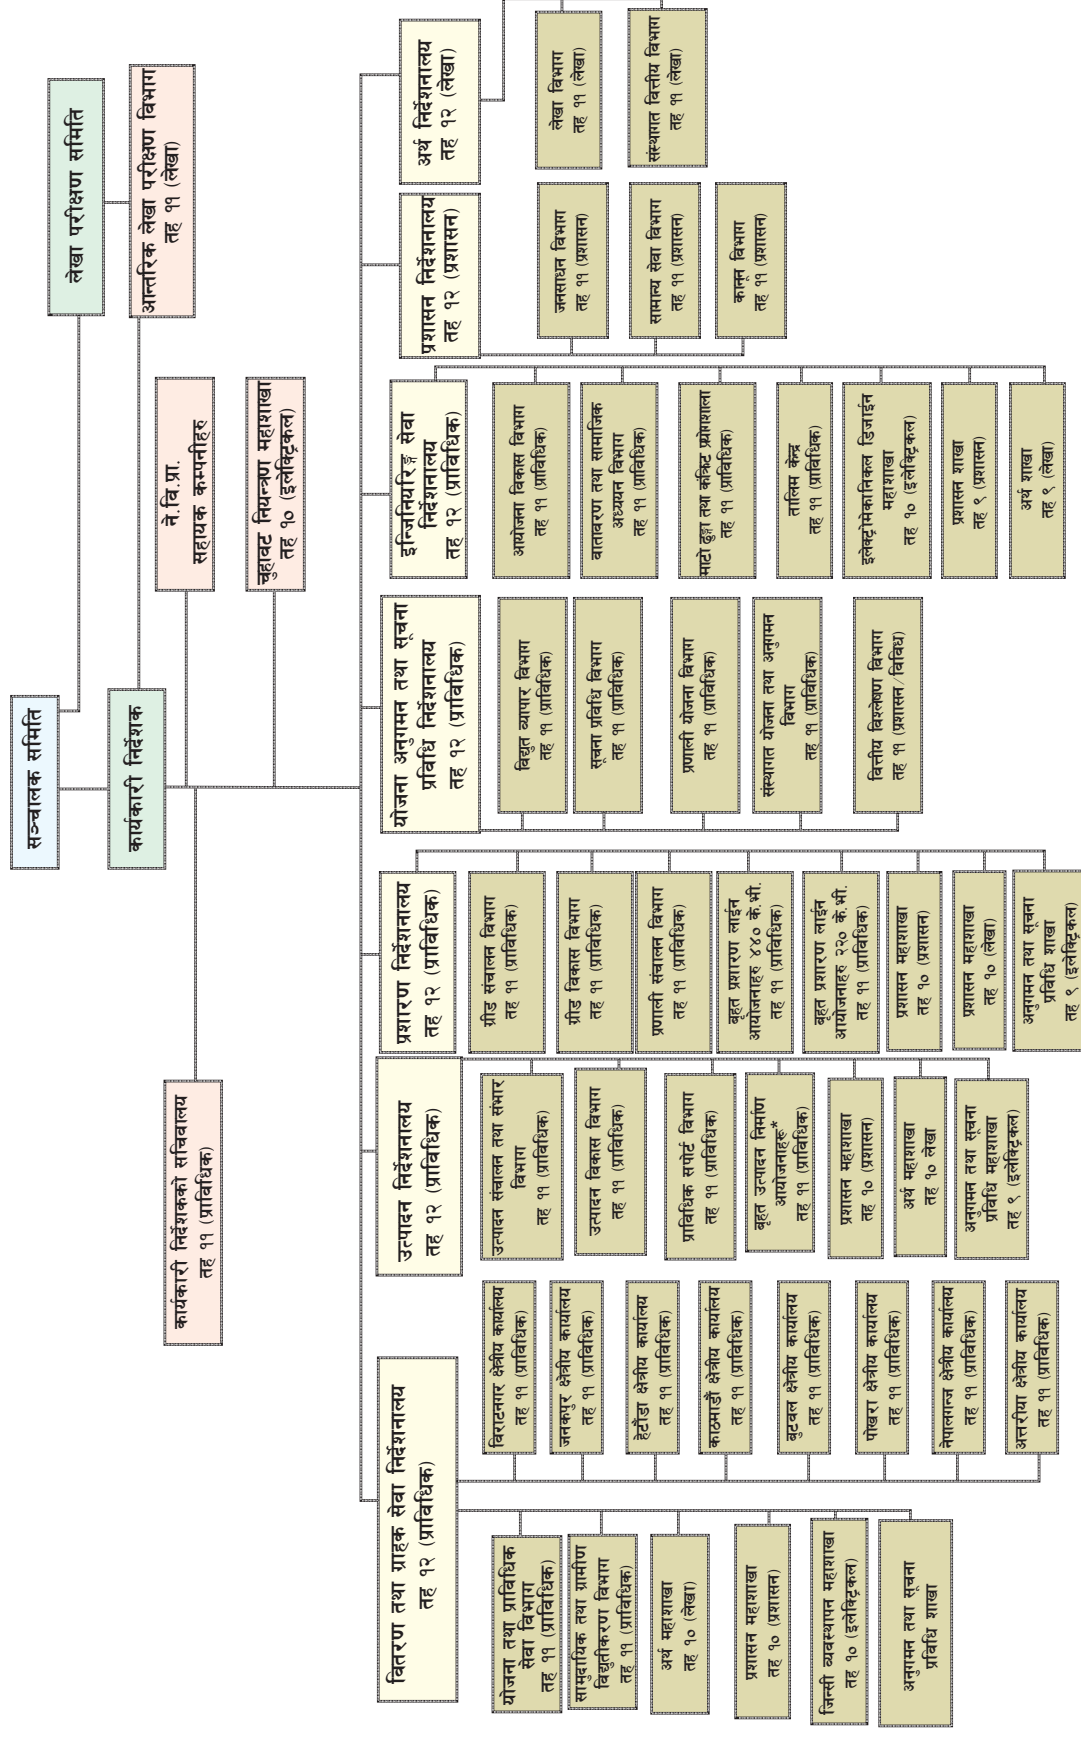 सञ्चालक समिति
लेखा परीक्षण समिति
कार्यकारी निर्देशक
आन्तरिक लेखा परीक्षण विभाग
तह ११ (लेखा)
ने.वि.प्रा.
सहायक कम्पनीहरु
कार्यकारी निर्देशकको सचिवालय
तह ११ (प्राविधिक)
चुहावट नियन्त्रण महाशाखा
तह १० (इलेक्ट्रिकल)
वितरण तथा ग्राहक सेवा निर्देशनालय
तह १२ (प्राविधिक)
योजना तथा प्राविधिक
सेवा विभाग
तह ११ (प्राविधिक)
सामुदायिक तथा ग्रामीण
विद्युतीकरण विभाग
तह ११ (प्राविधिक)
अर्थ महाशाखा
तह १० (लेखा)
प्रशासन महाशाखा
तह १० (प्रशासन)
जिन्सी व्यवस्थापन महाशाखा
तह १० (इलेक्ट्रिकल)
अनुगमन तथा सूचना
प्रविधि शाखा
विराटनगर क्षेत्रीय कार्यालय
तह ११ (प्राविधिक)
जनकपुर क्षेत्रीय कार्यालय
तह ११ (प्राविधिक)
हेटौंडा क्षेत्रीय कार्यालय
तह ११ (प्राविधिक)
काठमाडौं क्षेत्रीय कार्यालय
तह ११ (प्राविधिक)
बुटवल क्षेत्रीय कार्यालय
तह ११ (प्राविधिक)
पोखरा क्षेत्रीय कार्यालय
तह ११ (प्राविधिक)
नेपालगन्ज क्षेत्रीय कार्यालय
तह ११ (प्राविधिक)
अत्तरीया क्षेत्रीय कार्यालय
तह ११ (प्राविधिक)
उत्पादन निर्देशनालय
तह १२ (प्राविधिक)
उत्पादन संचालन तथा संभार
विभाग
तह ११ (प्राविधिक)
उत्पादन विकास विभाग
तह ११ (प्राविधिक)
प्राविधिक सपोर्ट विभाग
तह ११ (प्राविधिक)
बृहत उत्पादन निर्माण
आयोजनाहरू*
तह ११ (प्राविधिक)
प्रशासन महाशाखा
तह १० (प्रशासन)
अर्थ महाशाखा
तह १० लेखा
अनुगमन तथा सूचना
प्रविधि महाशाखा
तह ९ (इलेक्ट्रिकल)
प्रशारण निर्देशनालय
तह १२ (प्राविधिक)
ग्रीड संचालन विभाग
तह ११ (प्राविधिक)
ग्रीड विकास विभाग
तह ११ (प्राविधिक)
प्रणाली संचालन विभाग
तह ११ (प्राविधिक)
बृहत प्रशारण लाईन
आयोजनाहरु ४४० के.भी.
तह ११ (प्राविधिक)
बृहत प्रशारण लाईन
आयोजनाहरु २२० के.भी.
तह ११ (प्राविधिक)
प्रशासन महाशाखा
तह १० (प्रशासन)
प्रशासन महाशाखा
तह १० (लेखा)
अनुगमन तथा सूचना
प्रविधि शाखा
तह ९ (इलेक्ट्रिकल)
योजना अनुगमन तथा सूचना
प्रविधि निर्देशनालय
तह १२ (प्राविधिक)
विद्युत व्यापार विभाग
तह ११ (प्राविधिक)
सूचना प्रविधि विभाग
तह ११ (प्राविधिक)
प्रणाली योजना विभाग
तह ११ (प्राविधिक)
संस्थागत योजना तथा अनुगमन
विभाग
तह ११ (प्राविधिक)
वित्तीय विश्लेषण विभाग
तह ११ (प्रशासन/विविध)
इन्जिनियरिङ्ग सेवा
निर्देशनालय
तह १२ (प्राविधिक)
आयोजना विकास विभाग
तह ११ (प्राविधिक)
वातावरण तथा सामाजिक
अध्ययन विभाग
तह ११ (प्राविधिक)
माटो ढुङ्गा तथा कंक्रिट प्रयोगशाला
तह ११ (प्राविधिक)
तालिम केन्द्र
तह ११ (प्राविधिक)
इलेक्ट्रोमेकानिकल डिजाईन
महाशाखा
तह १० (इलेक्ट्रिकल)
प्रशासन शाखा
तह ९ (प्रशासन)
अर्थ शाखा
तह ९ (लेखा)
प्रशासन निर्देशनालय
तह १२ (प्रशासन)
जनसाधन विभाग
तह ११ (प्रशासन)
सामान्य सेवा विभाग
तह ११ (प्रशासन)
कानून विभाग
तह ११ (प्रशासन)
अर्थ निर्देशनालय
तह १२ (लेखा)
लेखा विभाग
तह ११ (लेखा)
संस्थागत वित्तीय विभाग
तह ११ (लेखा)